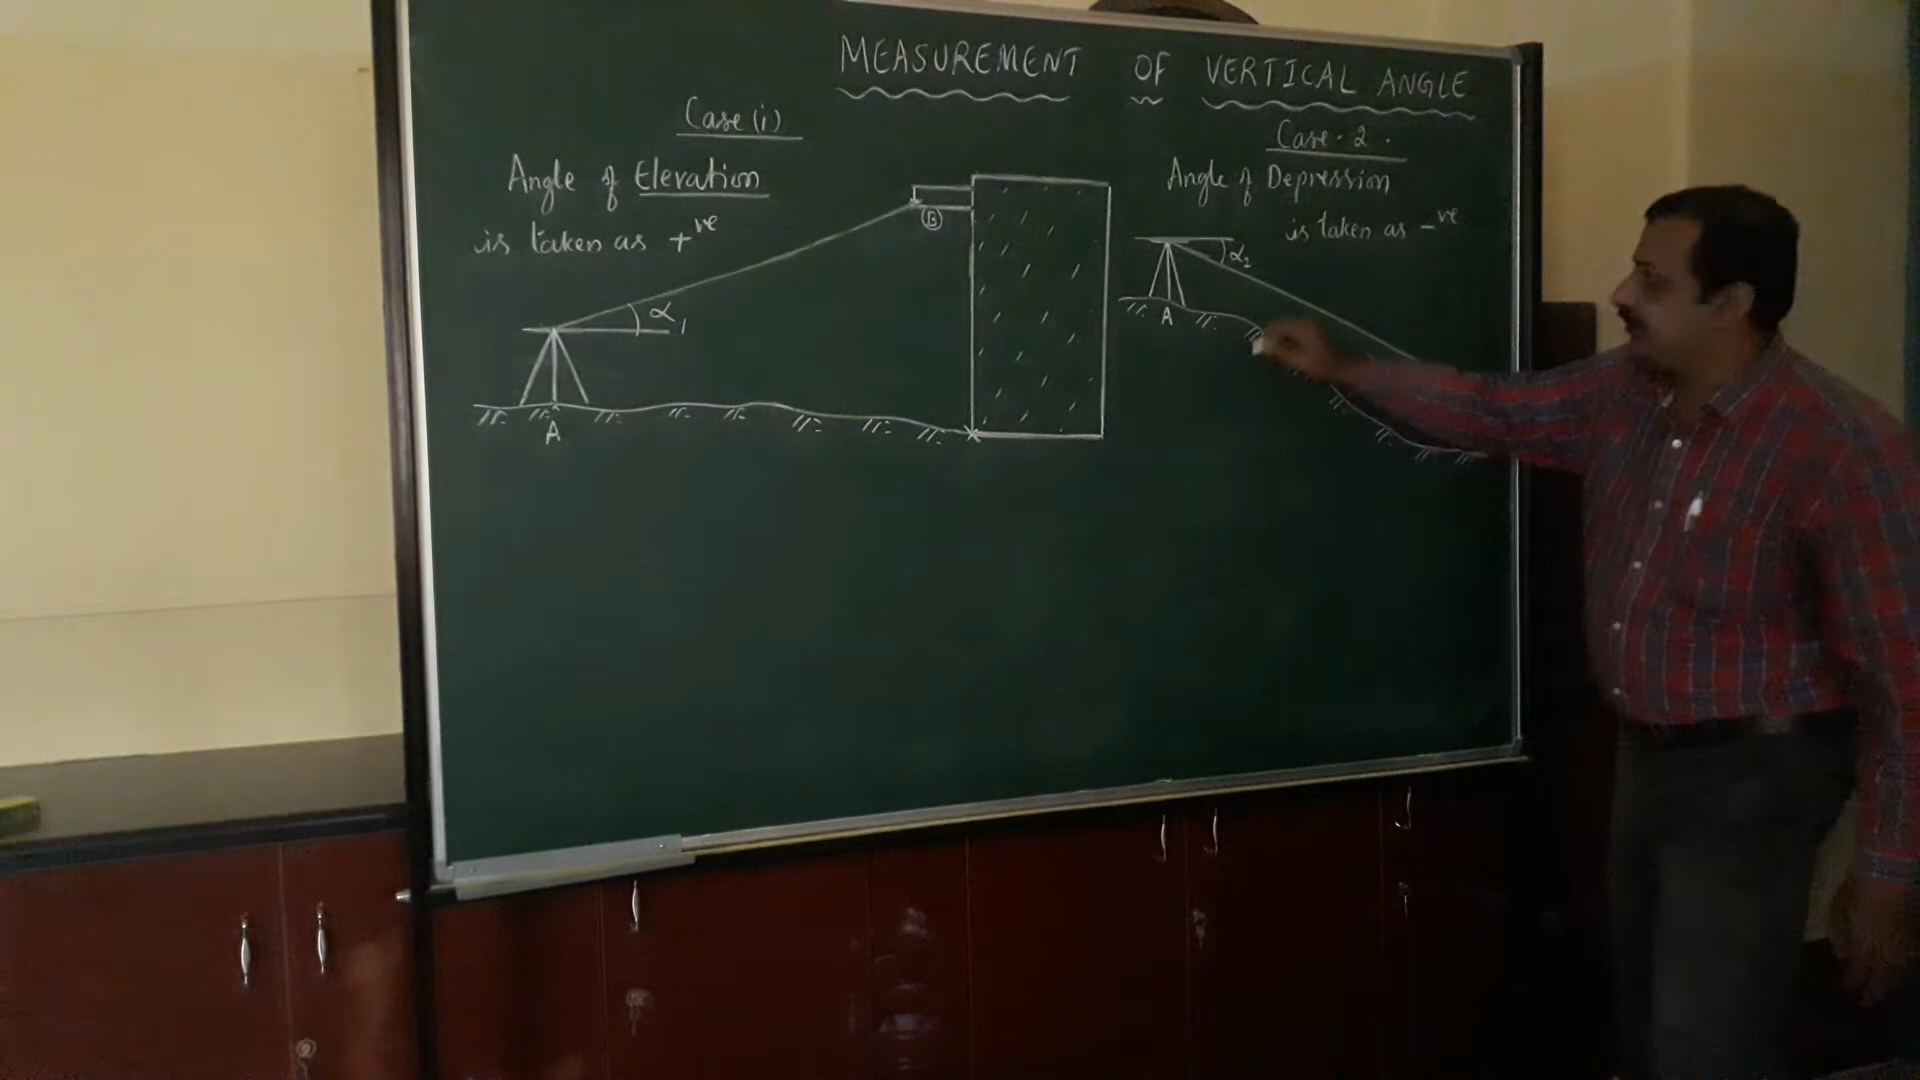 MEASUREMENT OF VERTICAL ANGLE
Case (i)
Angle of Elevation
is taken as +ve
B
α1
A
Case - 2 .
Angle of Depression
is taken as -ve
α2
A